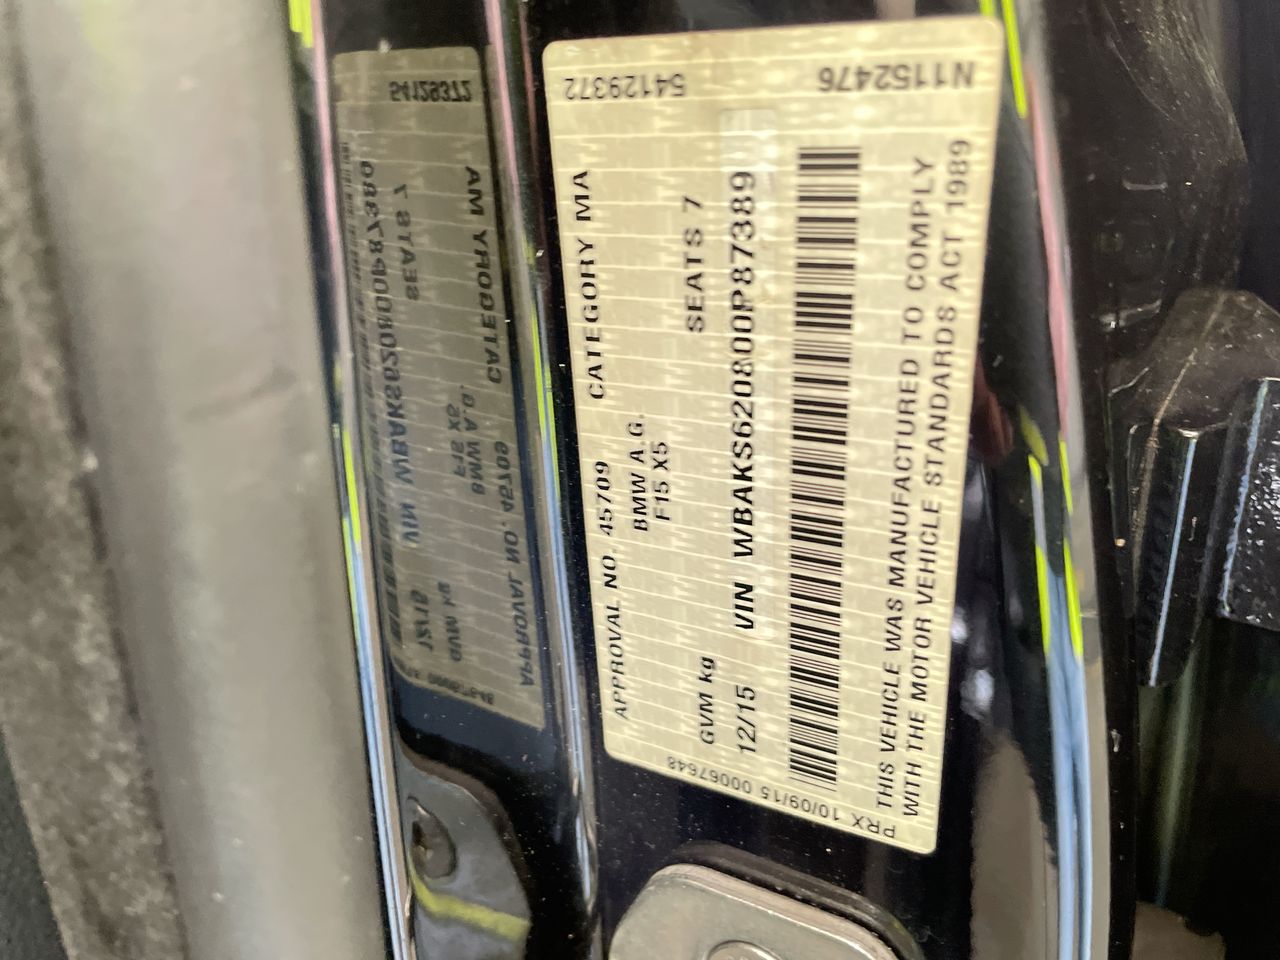 APPROVAL NO. 45709 CATEGORY MA
BMW A.G.
F15 X5
GVM kg SEATS 7
12/15 VIN WBAKS620800P87389
THIS VEHICLE WAS MANUFACTURED TO COMPLY
WITH THE MOTOR VEHICLE STANDARDS ACT 1989
54129372
N1152476
PRX 10/09/15 00067648